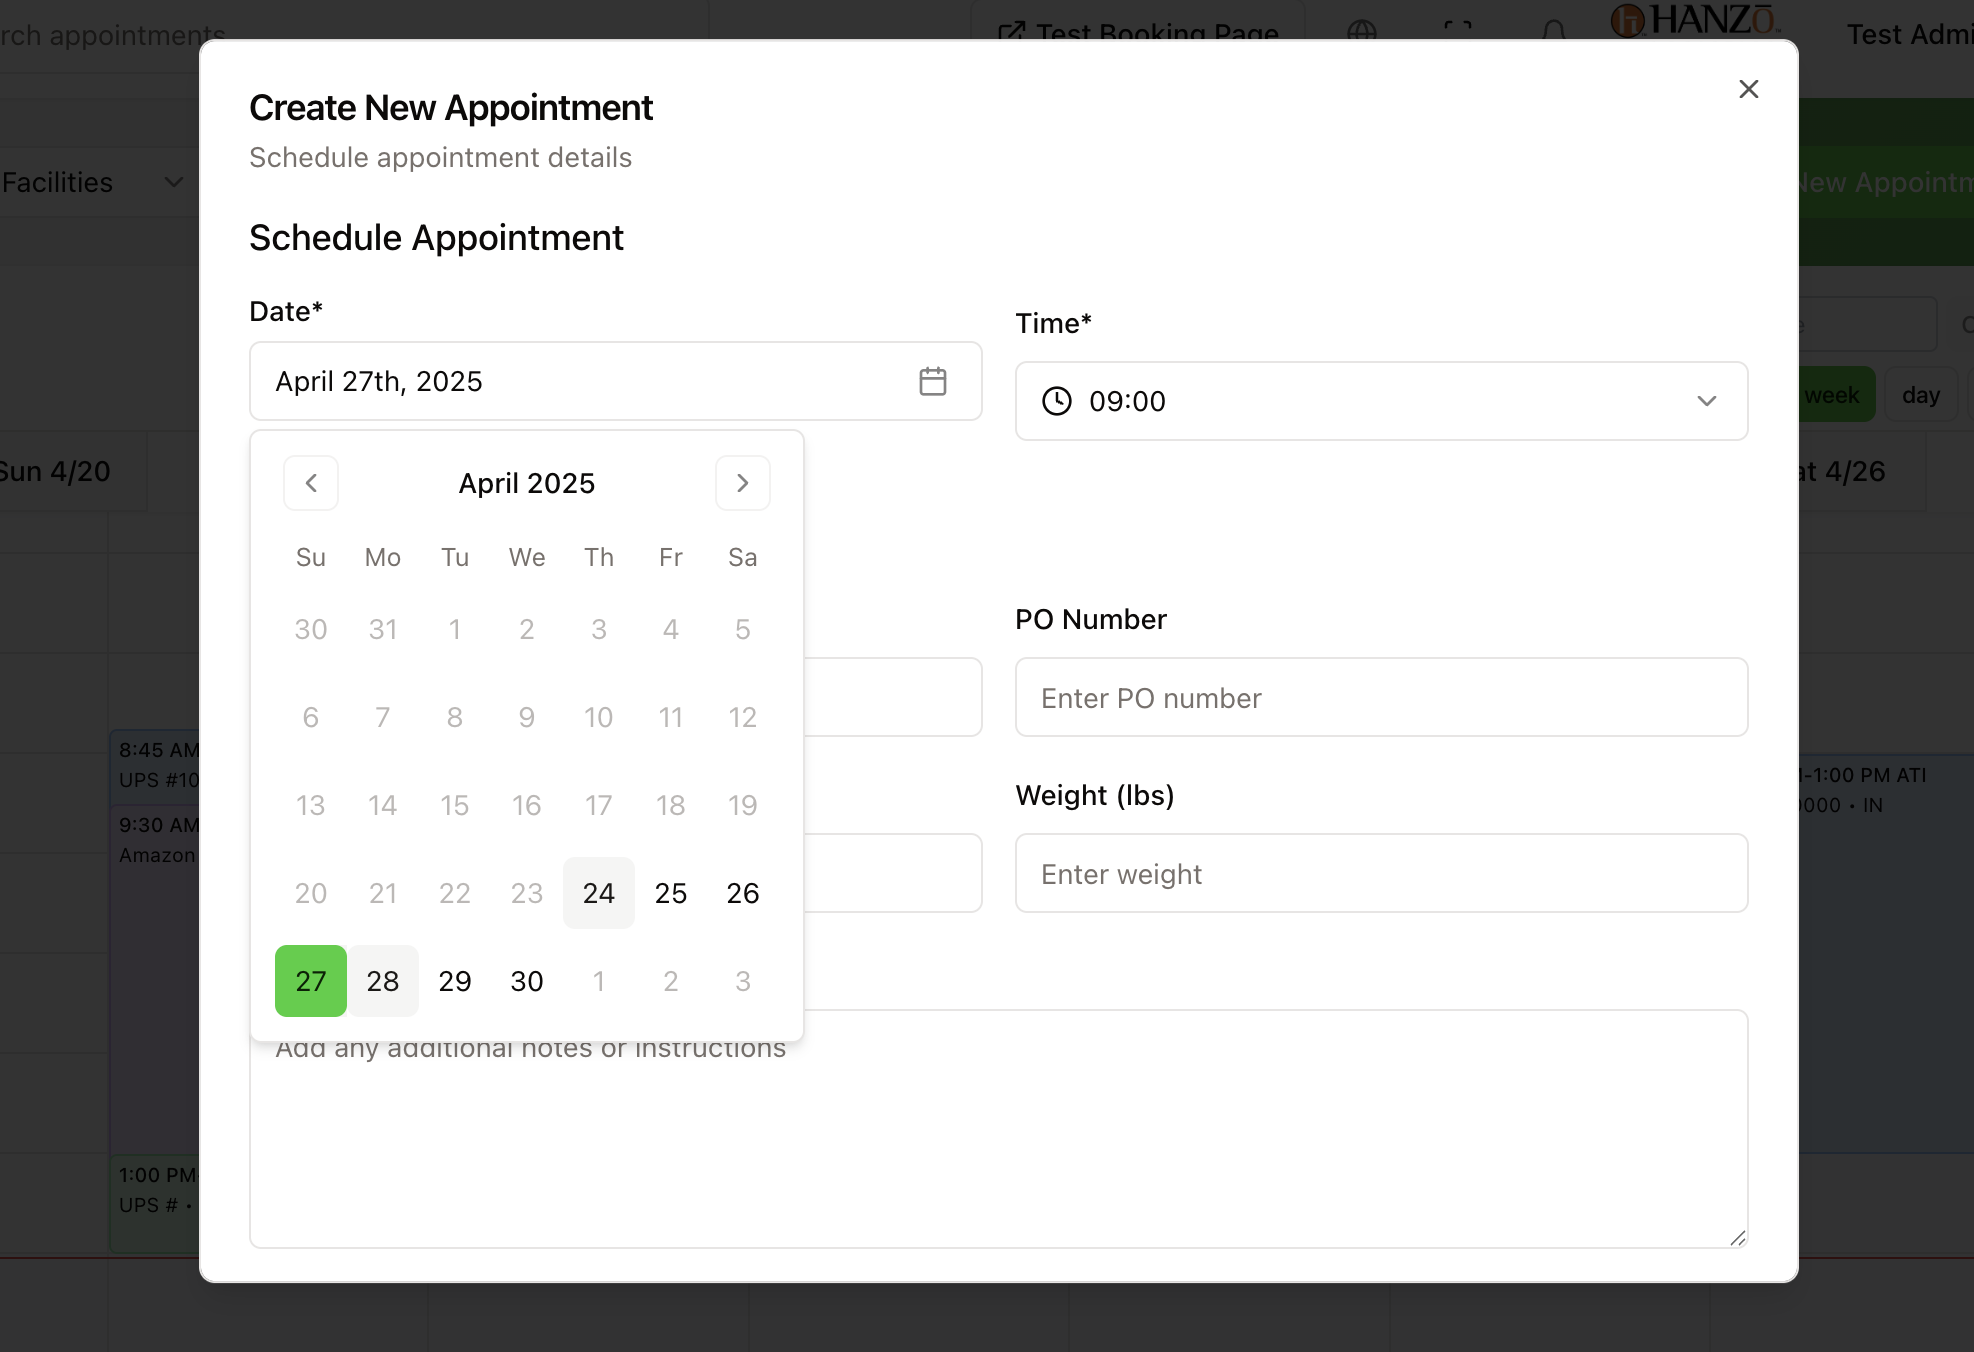 rch appointments
Test Booking Page
HANZŌ
Test Admi
Facilities
New Appointm
week
day
Sun 4/20
at 4/26
8:45 AM
UPS #10
9:30 AM
Amazon
1:00 PM
UPS # •
-1:00 PM ATI
0000 • IN
Create New Appointment
Schedule appointment details
Schedule Appointment
Date*
April 27th, 2025
Time*
09:00
April 2025
Su Mo Tu We Th Fr Sa
30 31 1 2 3 4 5
6 7 8 9 10 11 12
13 14 15 16 17 18 19
20 21 22 23 24 25 26
27 28 29 30 1 2 3
PO Number
Enter PO number
Weight (lbs)
Enter weight
Add any additional notes or instructions